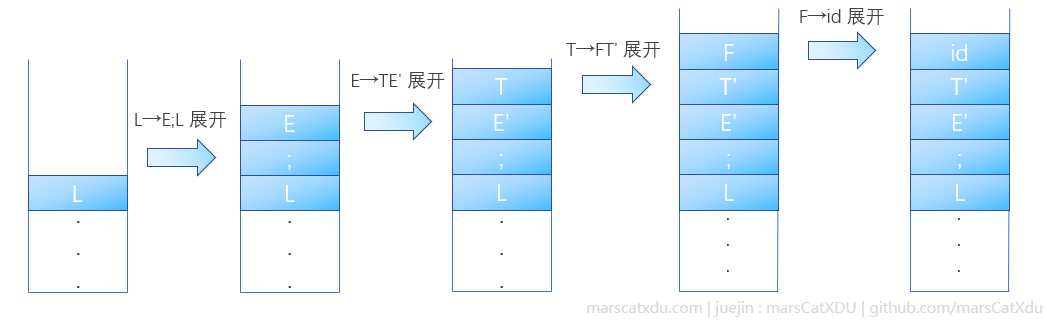 L→E;L 展开
E→TE’ 展开
T→FT’ 展开
F→id 展开
L
.
.
.
E
;
L
.
.
.
T
E’
;
L
.
.
.
F
T’
E’
;
L
.
.
.
id
T’
E’
;
L
.
.
.
marscatxdu.com | juejin : marsCatXDU | github.com/marsCatXdu